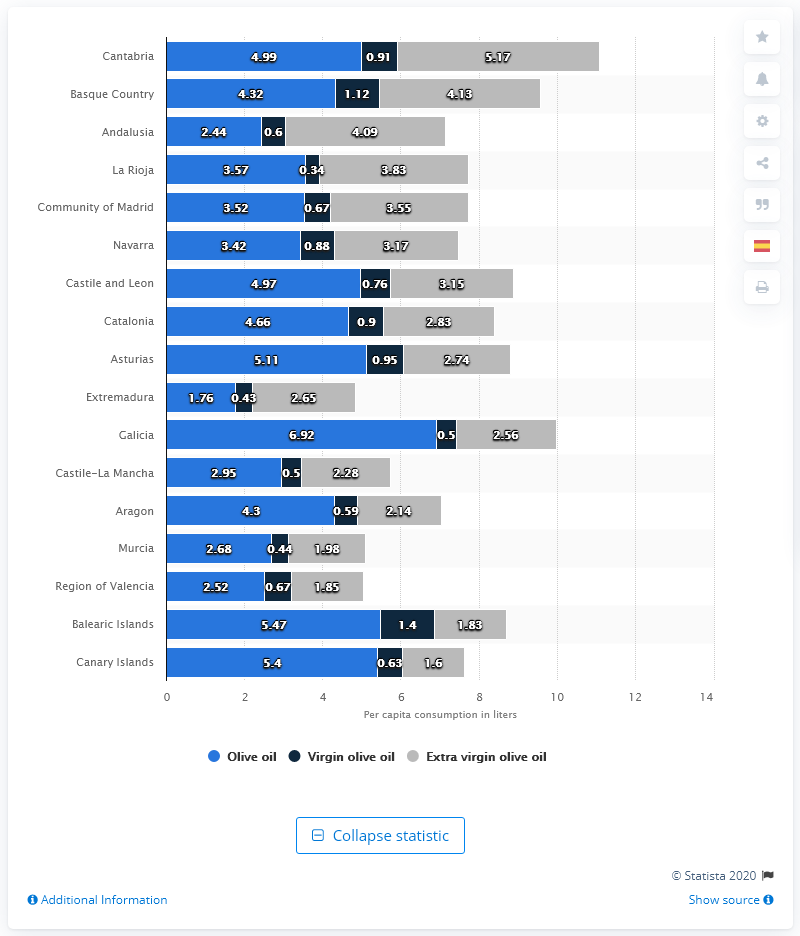 Cantabria 4.99 0.91 5.17
Basque Country 4.32 1.12 4.13
Andalusia 2.44 0.6 4.09
La Rioja 3.57 0.34 3.83
Community of Madrid 3.52 0.67 3.55
Navarra 3.42 0.88 3.17
Castile and Leon 4.97 0.76 3.15
Catalonia 4.66 0.9 2.83
Asturias 5.11 0.95 2.74
Extremadura 1.76 0.43 2.65
Galicia 6.92 0.5 2.56
Castile-La Mancha 2.95 0.5 2.28
Aragon 4.3 0.59 2.14
Murcia 2.68 0.44 1.98
Region of Valencia 2.52 0.67 1.85
Balearic Islands 5.47 1.4 1.83
Canary Islands 5.4 0.63 1.6
0 2 4 6 8 10 12 14
Per capita consumption in liters
Olive oil Virgin olive oil Extra virgin olive oil
Collapse statistic
© Statista 2020
Additional Information Show source